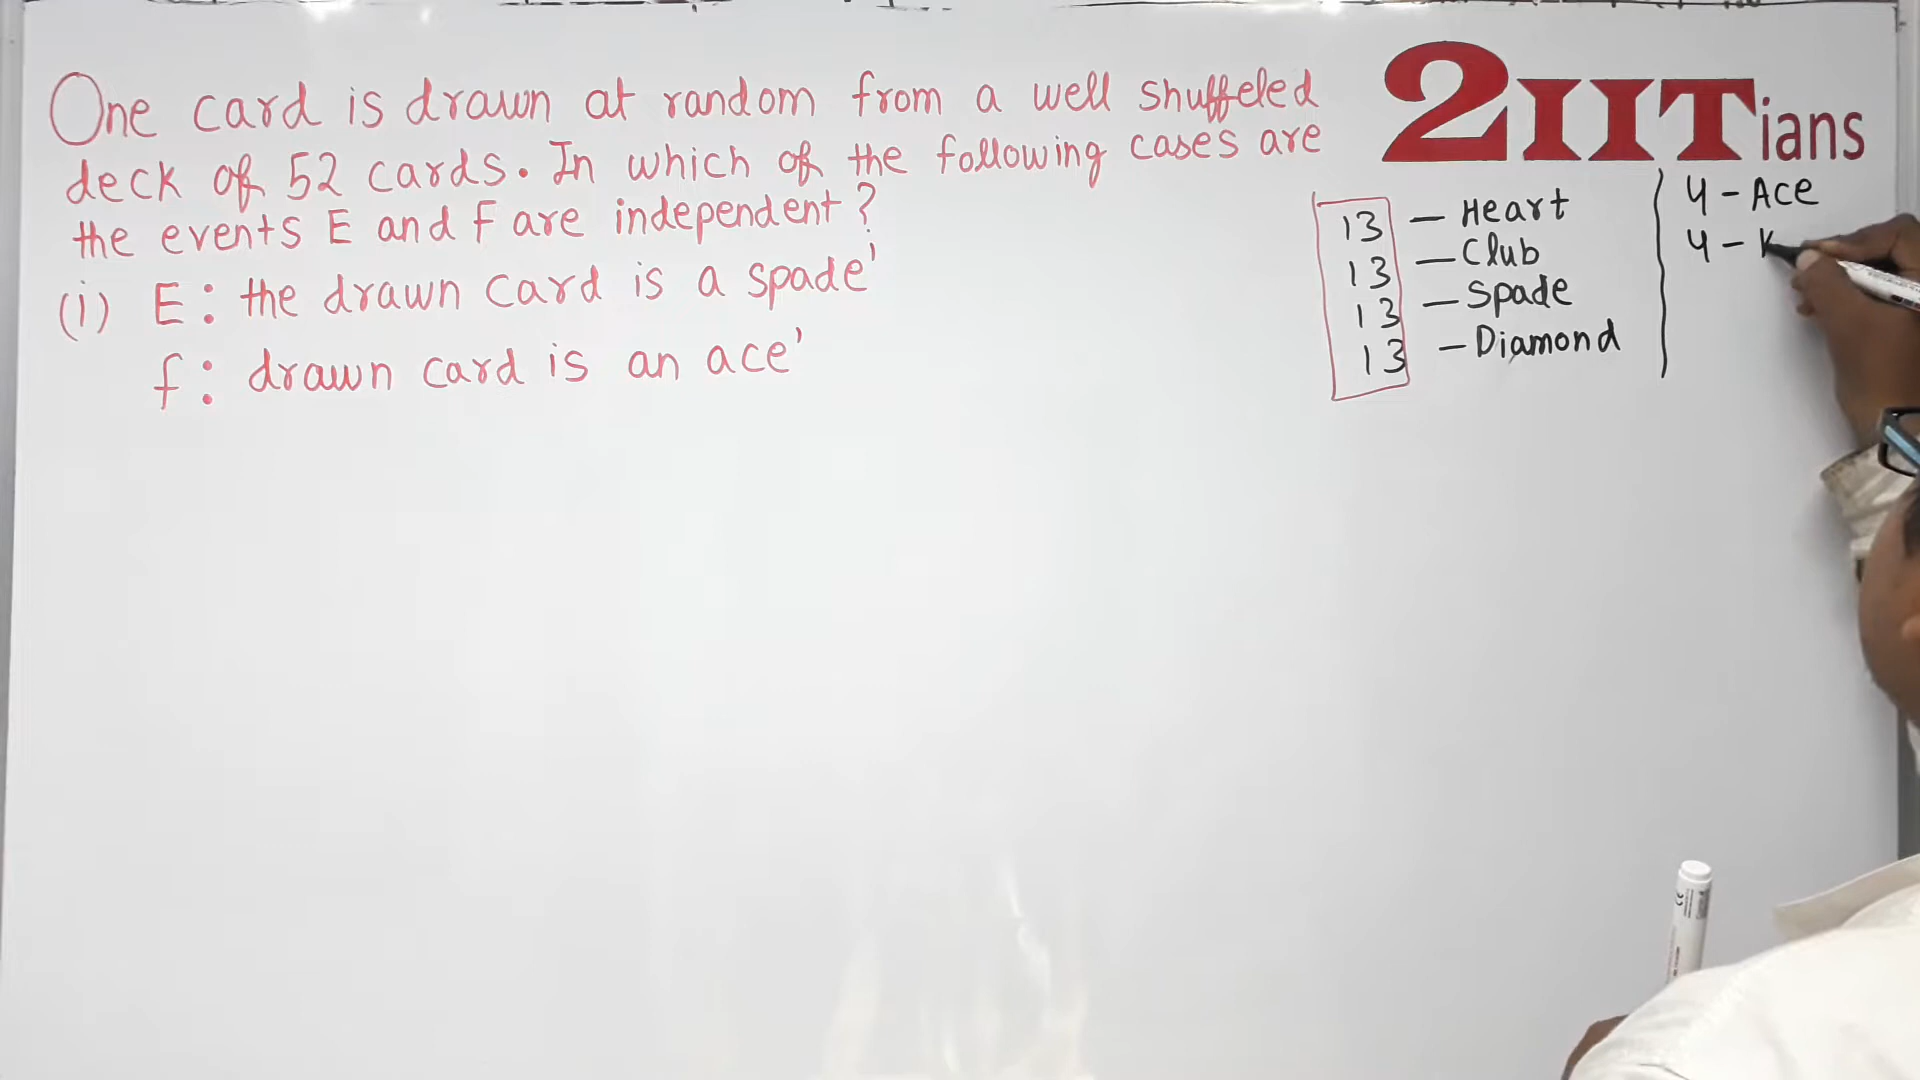 One card is drawn at random from a well shuffeled
deck of 52 cards. In which of the following cases are
the events E and F are independent?
(i) E: the drawn card is a spade'
f: drawn card is an ace'
2IITians
13 — Heart
13 — Club
13 — Spade
13 — Diamond
4 - Ace
4 - K